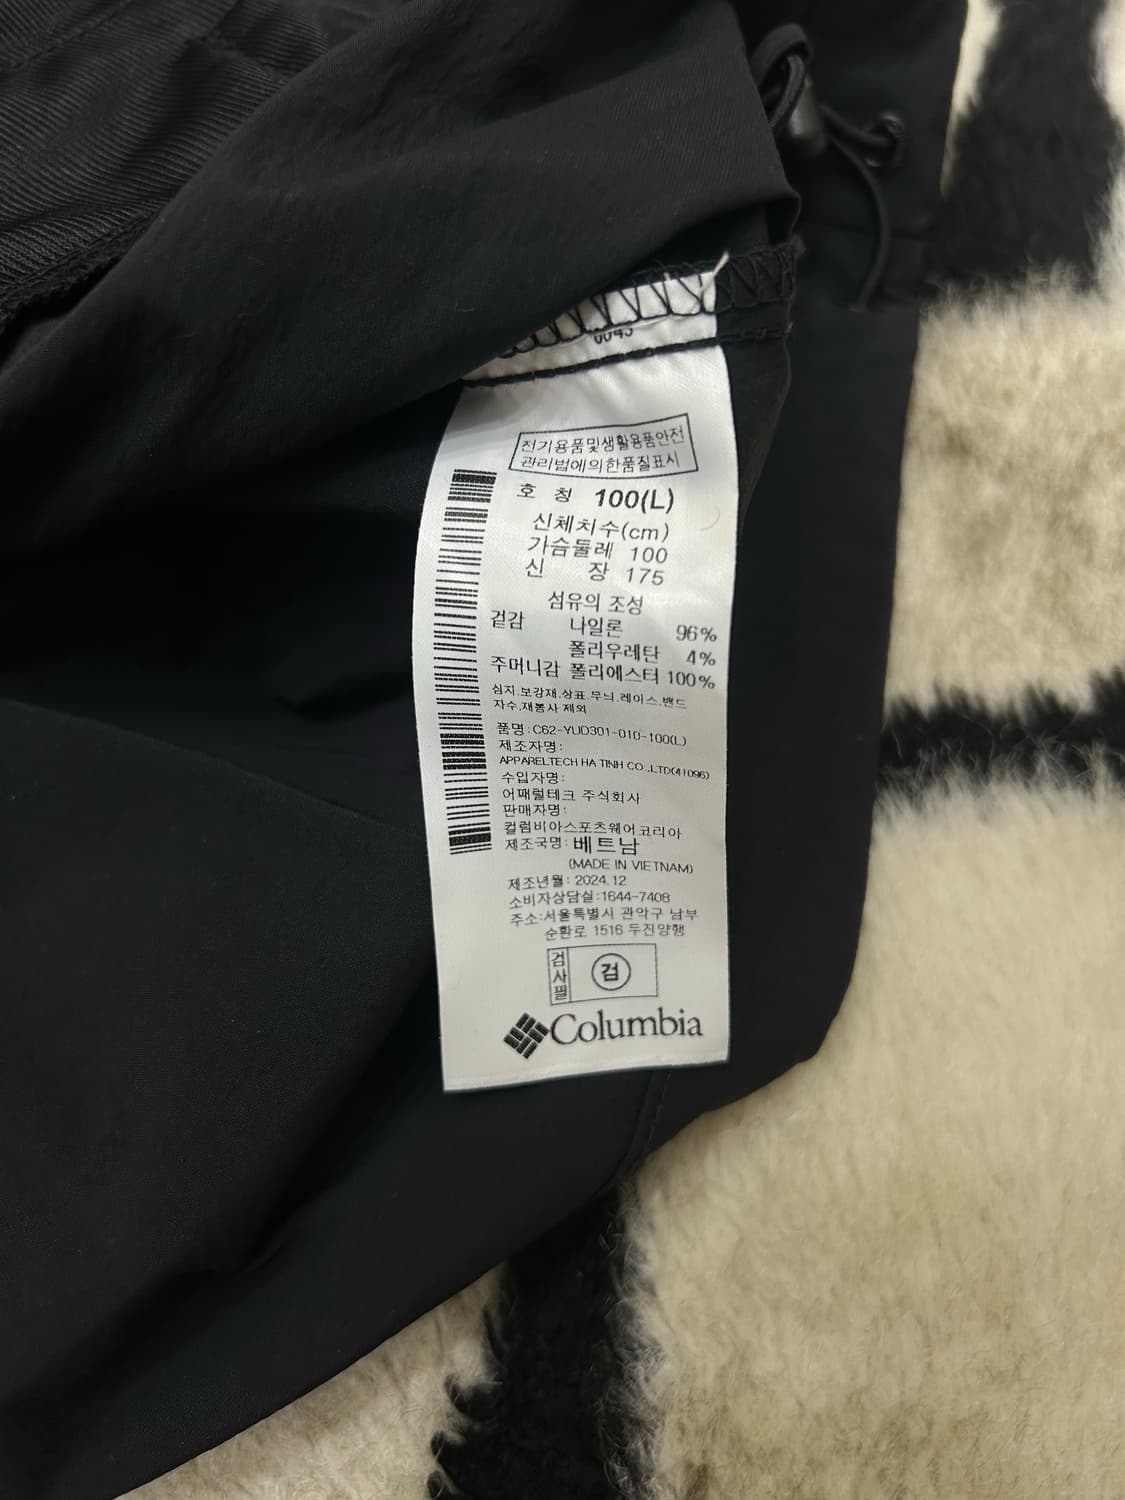 0045
전기용품및생활용품안전
관리법에의한품질표시
호 칭 100(L)
신체치수(cm)
가슴둘레 100
신 장 175
섬유의 조성
겉감 나일론 96%
폴리우레탄 4%
주머니감 폴리에스터 100%
심지.보강재.상표.무늬.레이스.밴드
자수.재봉사 제외
품명:C62-YUD301-010-100(L)
제조자명:
APPARELTECH HA TINH CO.,LTD(41096)
수입자명:
어패럴테크 주식회사
판매자명:
컬럼비아스포츠웨어코리아
제조국명: 베트남
(MADE IN VIETNAM)
제조년월: 2024.12
소비자상담실:1644-7408
주소:서울특별시 관악구 남부
순환로 1516 두진양행
검사필 검
Columbia